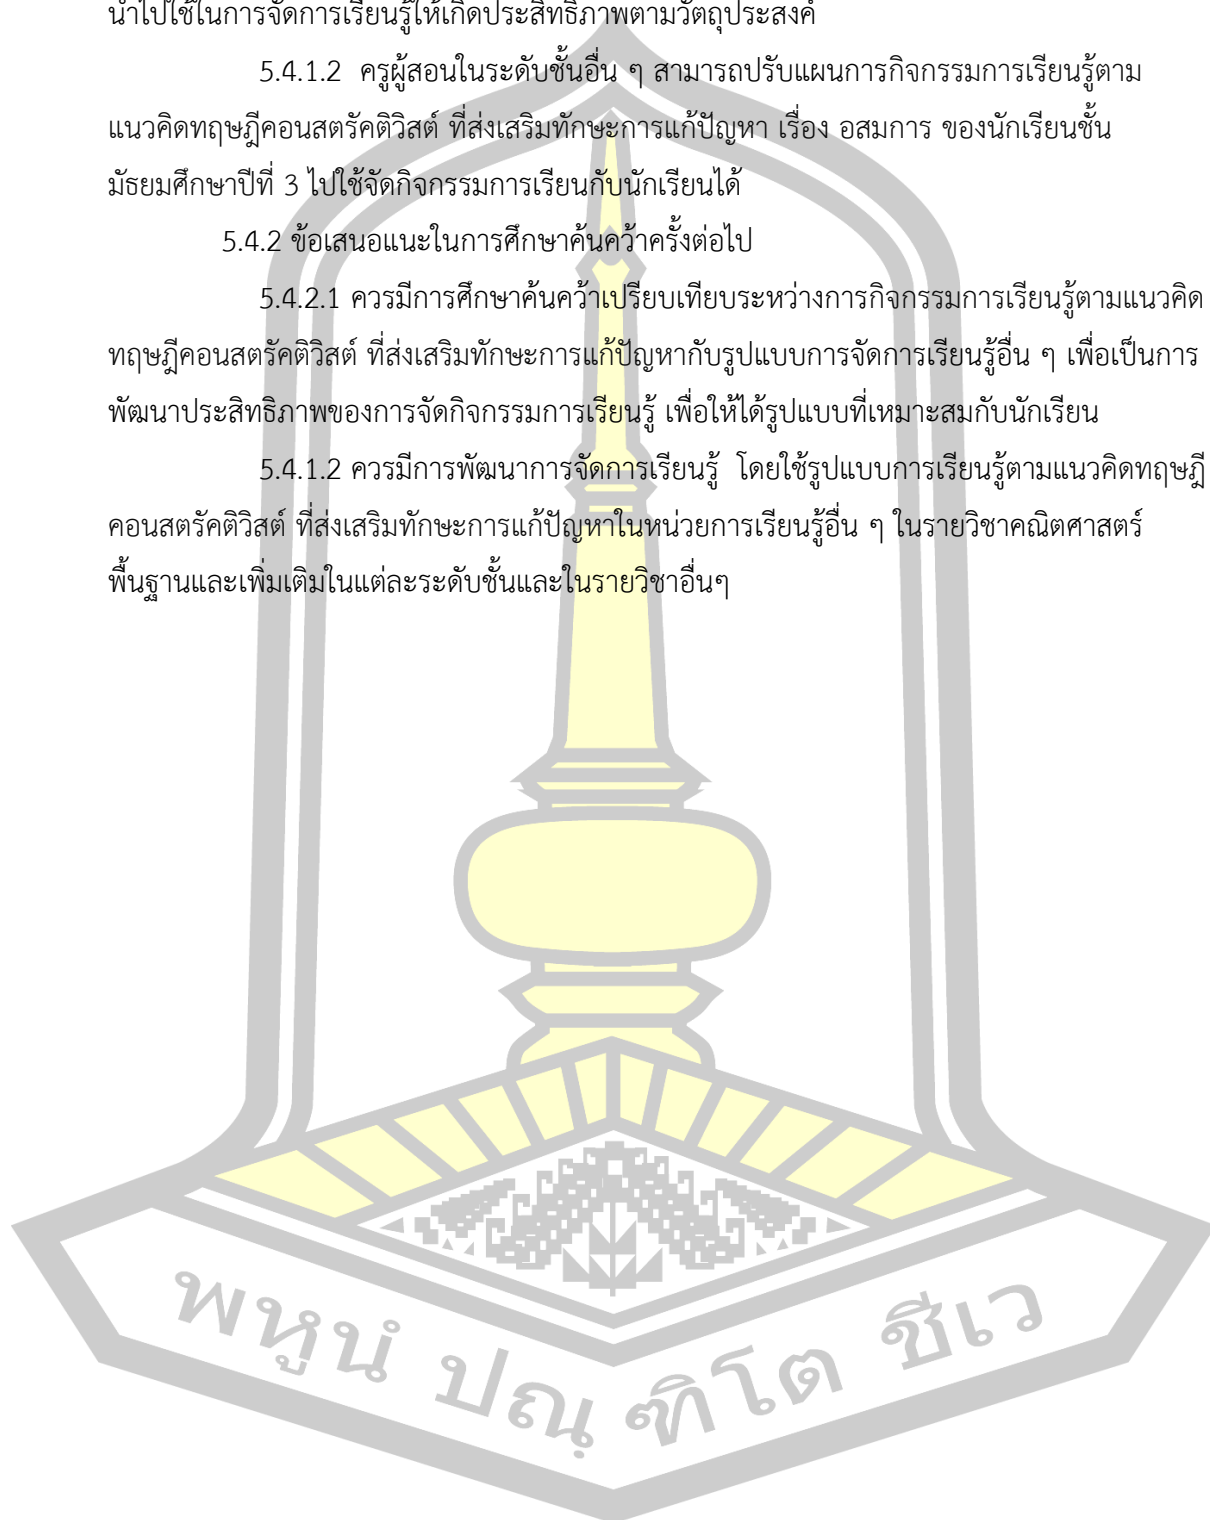 นำไปใช้ในการจัดการเรียนรู้ให้เกิดประสิทธิภาพตามวัตถุประสงค์
5.4.1.2 ครูผู้สอนในระดับชั้นอื่น ๆ สามารถปรับแผนการกิจกรรมการเรียนรู้ตาม
แนวคิดทฤษฎีคอนสตรัคติวิสต์ ที่ส่งเสริมทักษะการแก้ปัญหา เรื่อง อสมการ ของนักเรียนชั้น
มัธยมศึกษาปีที่ 3 ไปใช้จัดกิจกรรมการเรียนกับนักเรียนได้
5.4.2 ข้อเสนอแนะในการศึกษาค้นคว้าครั้งต่อไป
5.4.2.1 ควรมีการศึกษาค้นคว้าเปรียบเทียบระหว่างการกิจกรรมการเรียนรู้ตามแนวคิด
ทฤษฎีคอนสตรัคติวิสต์ ที่ส่งเสริมทักษะการแก้ปัญหากับรูปแบบการจัดการเรียนรู้อื่น ๆ เพื่อเป็นการ
พัฒนาประสิทธิภาพของการจัดกิจกรรมการเรียนรู้ เพื่อให้ได้รูปแบบที่เหมาะสมกับนักเรียน
5.4.1.2 ควรมีการพัฒนาการจัดการเรียนรู้ โดยใช้รูปแบบการเรียนรู้ตามแนวคิดทฤษฎี
คอนสตรัคติวิสต์ ที่ส่งเสริมทักษะการแก้ปัญหาในหน่วยการเรียนรู้อื่น ๆ ในรายวิชาคณิตศาสตร์
พื้นฐานและเพิ่มเติมในแต่ละระดับชั้นและในรายวิชาอื่นๆ
พหูนํ ปณฺ ฑิโต ชีเว